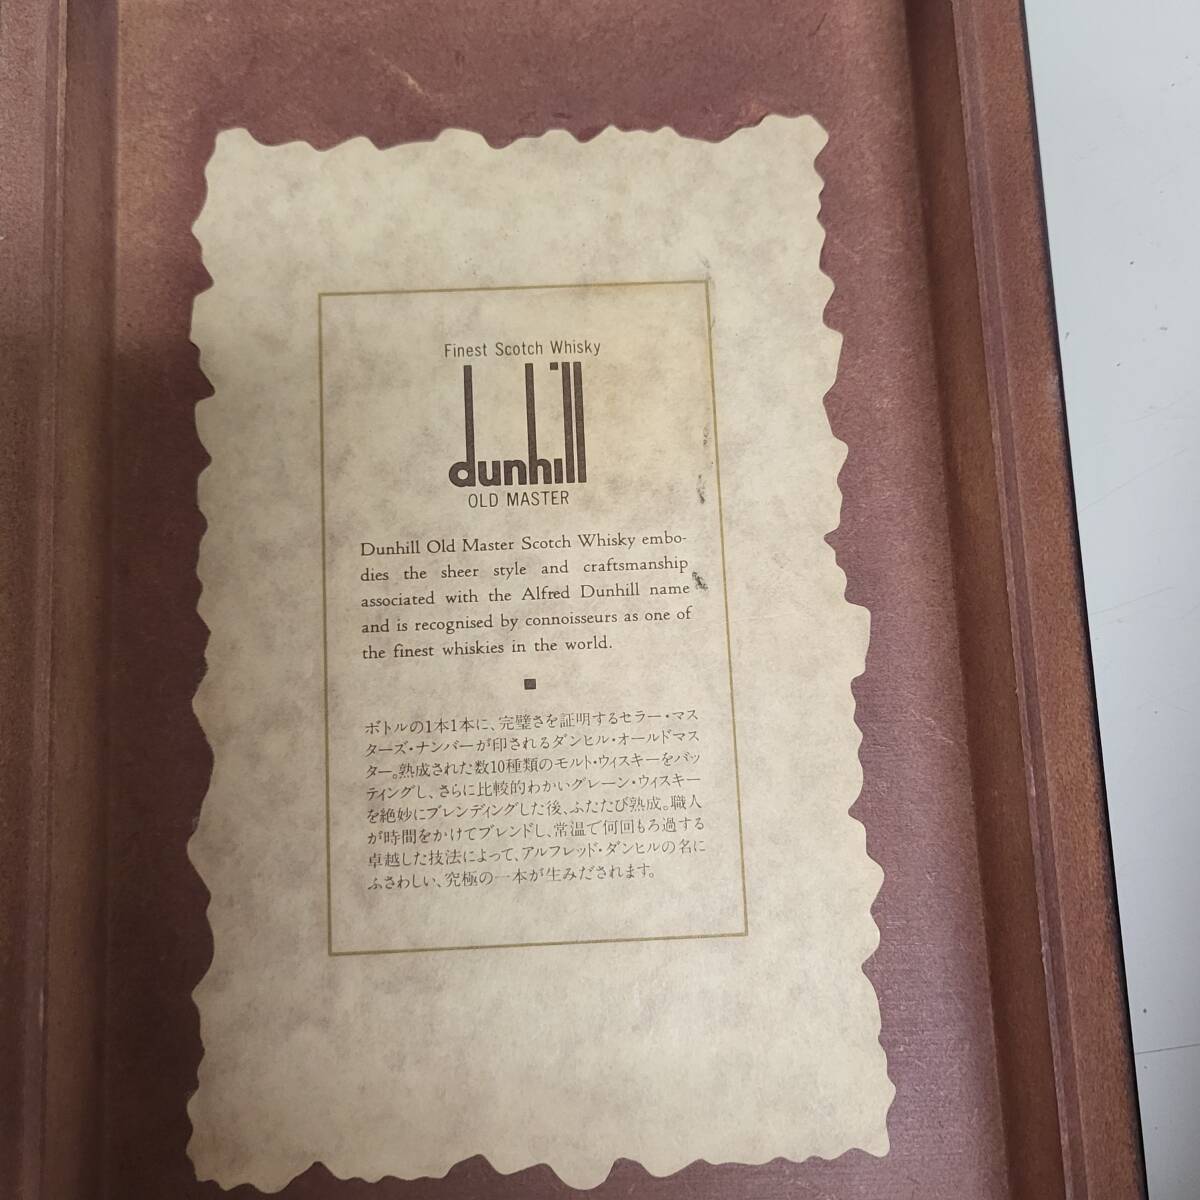 Finest Scotch Whisky
dunhill
OLD MASTER
Dunhill Old Master Scotch Whisky embo-
dies the sheer style and craftsmanship
associated with the Alfred Dunhill name
and is recognised by connoisseurs as one of
the finest whiskies in the world.
■
ボトルの1本1本に、完璧さを証明するセラー・マス
ターズ・ナンバーが印されるダンヒル・オールドマス
ター。熟成された数10種類のモルト・ウィスキーをバッ
ティングし、さらに比較的わかいグレーン・ウィスキー
を絶妙にブレンディングした後、ふたたび熟成。職人
が時間をかけてブレンドし、常温で何回もろ過する
卓越した技法によって、アルフレッド・ダンヒルの名に
ふさわしい、究極の一本が生みだされます。